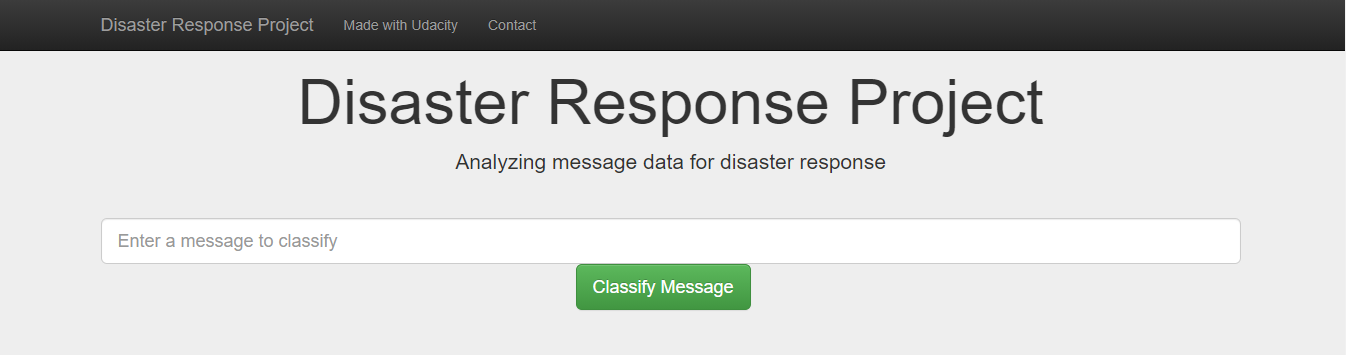 Disaster Response Project Made with Udacity Contact
Disaster Response Project
Analyzing message data for disaster response
Enter a message to classify
Classify Message